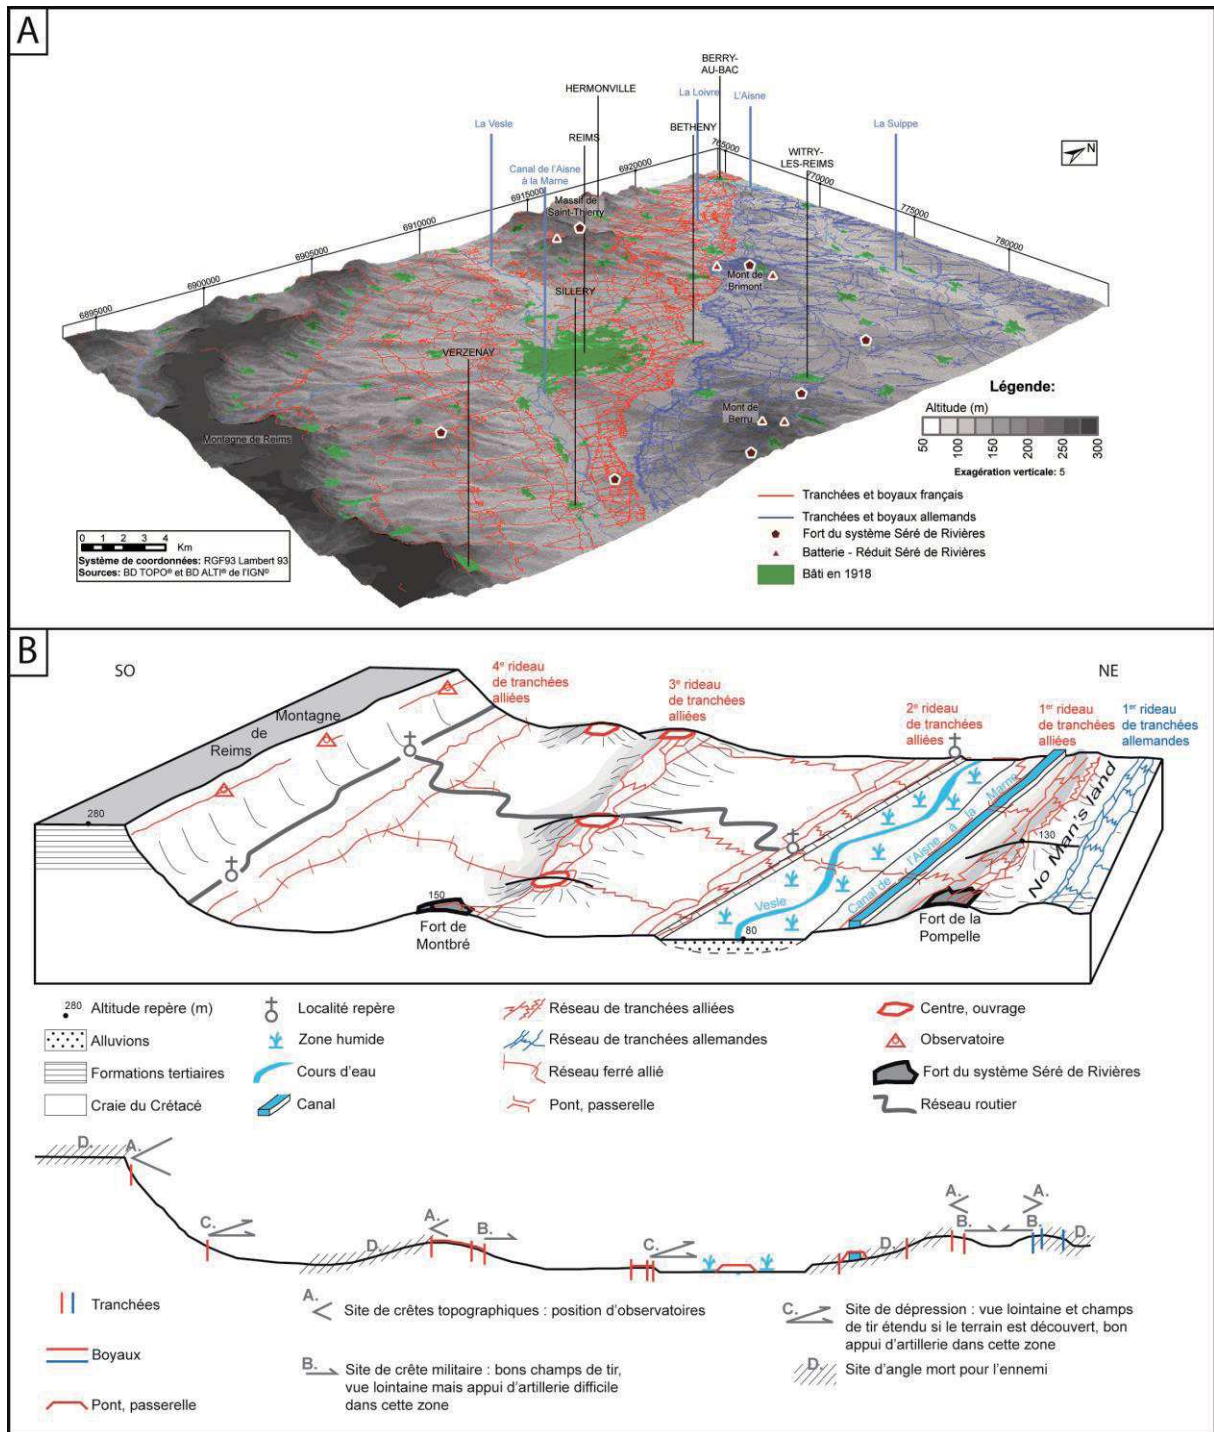 A
BERRY-
AU-BAC
HERMONVILLE
La Loivre
L'Aisne
La Vesle
REIMS
BETHENY
La Suippe
N
WITRY-
LES-REIMS
Canal de l'Aisne
à la Marne
765000
770000
775000
780000
6920000
6915000
6910000
6905000
6900000
6895000
Massif de
Saint-Thierry
Mont de
Brimont
SILLERY
VERZENAY
Mont de
Berru
Montagne de Reims
Légende:
Altitude (m)
50
100
150
200
250
300
Exagération verticale: 5
Tranchées et boyaux français
Tranchées et boyaux allemands
Fort du système Séré de Rivières
Batterie - Réduit Séré de Rivières
Bâti en 1918
0 1 2 3 4
Km
Système de coordonnées: RGF93 Lambert 93
Sources: BD TOPO® et BD ALTI® de l'IGN©
B
SO
NE
4e rideau
de tranchées
alliées
3e rideau
de tranchées
alliées
2e rideau
de tranchées
alliées
1er rideau
de tranchées
alliées
1er rideau
de tranchées
allemandes
Montagne
de
Reims
280
150
Fort de
Montbré
Vesle
80
Canal de l'Aisne à la Marne
130
No Man's land
Fort de la
Pompelle
280
Altitude repère (m)
Localité repère
Réseau de tranchées alliées
Centre, ouvrage
Alluvions
Zone humide
Réseau de tranchées allemandes
Observatoire
Formations tertiaires
Cours d'eau
Réseau ferré allié
Fort du système Séré de Rivières
Craie du Crétacé
Canal
Pont, passerelle
Réseau routier
D.
A.
C.
D.
A.
B.
C.
D.
A.
B.
A.
B.
D.
Tranchées
A.
Site de crêtes topographiques : position d'observatoires
C.
Site de dépression : vue lointaine et champs
de tir étendu si le terrain est découvert, bon
appui d'artillerie dans cette zone
Boyaux
B.
Site de crête militaire : bons champs de tir,
vue lointaine mais appui d'artillerie difficile
dans cette zone
D.
Site d'angle mort pour l'ennemi
Pont, passerelle